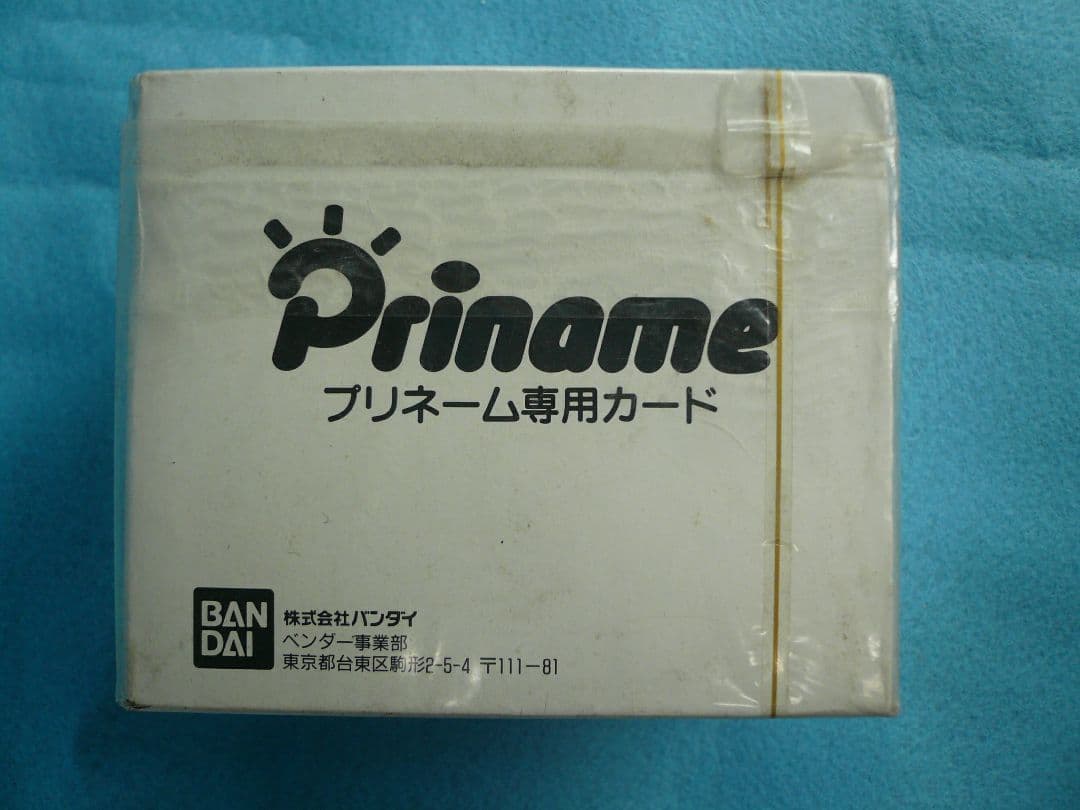 Priname
プリネーム専用カード
BAN
DAI
株式会社バンダイ
ベンダー事業部
東京都台東区駒形2-5-4 〒111-81